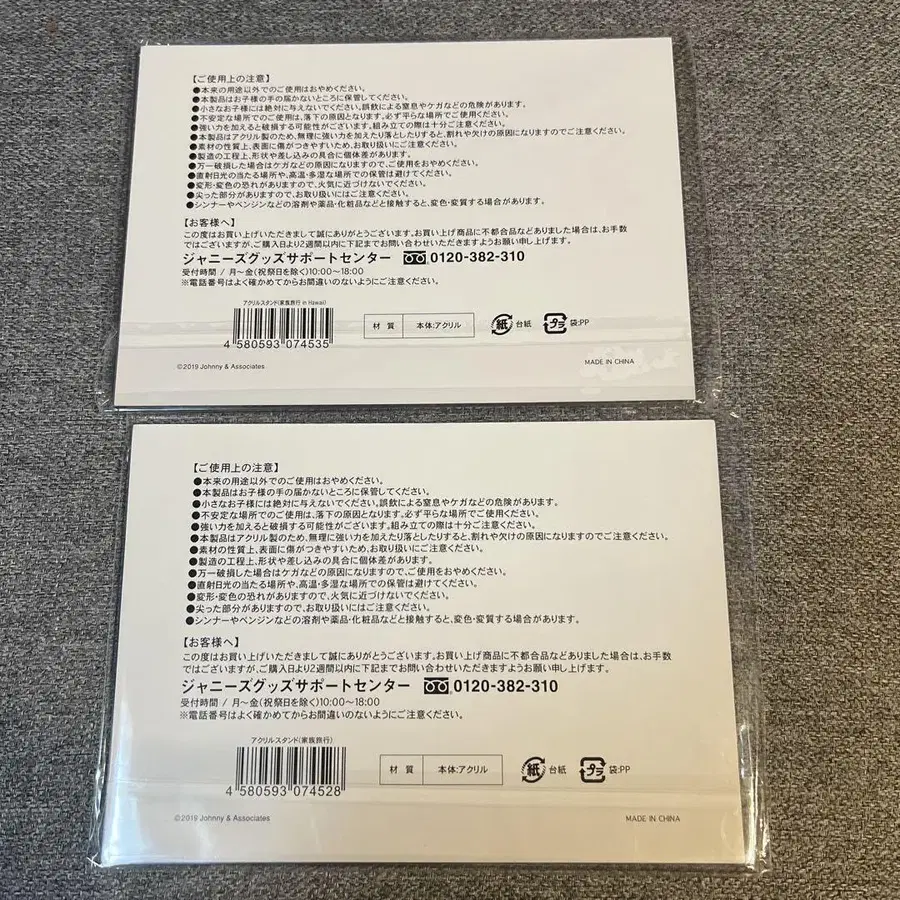 【ご使用上の注意】
●本来の用途以外でのご使用はおやめください。
●本製品はお子様の手の届かないところに保管してください。
●小さなお子様には絶対に与えないでください。誤飲による窒息やケガなどの危険があります。
●不安定な場所でのご使用は、落下の原因となります。必ず平らな場所でご使用ください。
●強い力を加えると破損する可能性がございます。組み立ての際は十分ご注意ください。
●本製品はアクリル製のため、無理に強い力を加えたり落としたりすると、割れや欠けの原因になりますのでご注意ください。
●素材の性質上、表面に傷がつきやすいため、お取り扱いにご注意ください。
●製造の工程上、形状や差し込みの具合に個体差があります。
●万一破損した場合はケガなどの原因になりますので、ご使用をおやめください。
●直射日光の当たる場所や、高温・多湿な場所での保管は避けてください。
●変形・変色の恐れがありますので、火気に近づけないでください。
●尖った部分がありますので、お取り扱いにはご注意ください。
●シンナーやベンジンなどの溶剤や薬品・化粧品などと接触すると、変色・変質する場合があります。
【お客様へ】
この度はお買い上げいただきまして誠にありがとうございます。お買い上げ商品に不都合品などありました場合は、お手数
ではございますが、ご購入日より2週間以内に下記までお問い合わせいただきますようお願い申し上げます。
ジャニーズグッズサポートセンター 0120-382-310
受付時間 / 月～金(祝祭日を除く)10:00～18:00
※電話番号はよく確かめてからお間違いのないようにご注意ください。
アクリルスタンド(家族旅行 in Hawaii)
4 580593 074535
材 質 本体:アクリル
紙 台紙
プラ 袋:PP
©2019 Johnny & Associates
MADE IN CHINA
【ご使用上の注意】
●本来の用途以外でのご使用はおやめください。
●本製品はお子様の手の届かないところに保管してください。
●小さなお子様には絶対に与えないでください。誤飲による窒息やケガなどの危険があります。
●不安定な場所でのご使用は、落下の原因となります。必ず平らな場所でご使用ください。
●強い力を加えると破損する可能性がございます。組み立ての際は十分ご注意ください。
●本製品はアクリル製のため、無理に強い力を加えたり落としたりすると、割れや欠けの原因になりますのでご注意ください。
●素材の性質上、表面に傷がつきやすいため、お取り扱いにご注意ください。
●製造の工程上、形状や差し込みの具合に個体差があります。
●万一破損した場合はケガなどの原因になりますので、ご使用をおやめください。
●直射日光の当たる場所や、高温・多湿な場所での保管は避けてください。
●変形・変色の恐れがありますので、火気に近づけないでください。
●尖った部分がありますので、お取り扱いにはご注意ください。
●シンナーやベンジンなどの溶剤や薬品・化粧品などと接触すると、変色・変質する場合があります。
【お客様へ】
この度はお買い上げいただきまして誠にありがとうございます。お買い上げ商品に不都合品などありました場合は、お手数
ではございますが、ご購入日より2週間以内に下記までお問い合わせいただきますようお願い申し上げます。
ジャニーズグッズサポートセンター 0120-382-310
受付時間 / 月～金(祝祭日を除く)10:00～18:00
※電話番号はよく確かめてからお間違いのないようにご注意ください。
アクリルスタンド(家族旅行)
4 580593 074528
材 質 本体:アクリル
紙 台紙
プラ 袋:PP
©2019 Johnny & Associates
MADE IN CHINA